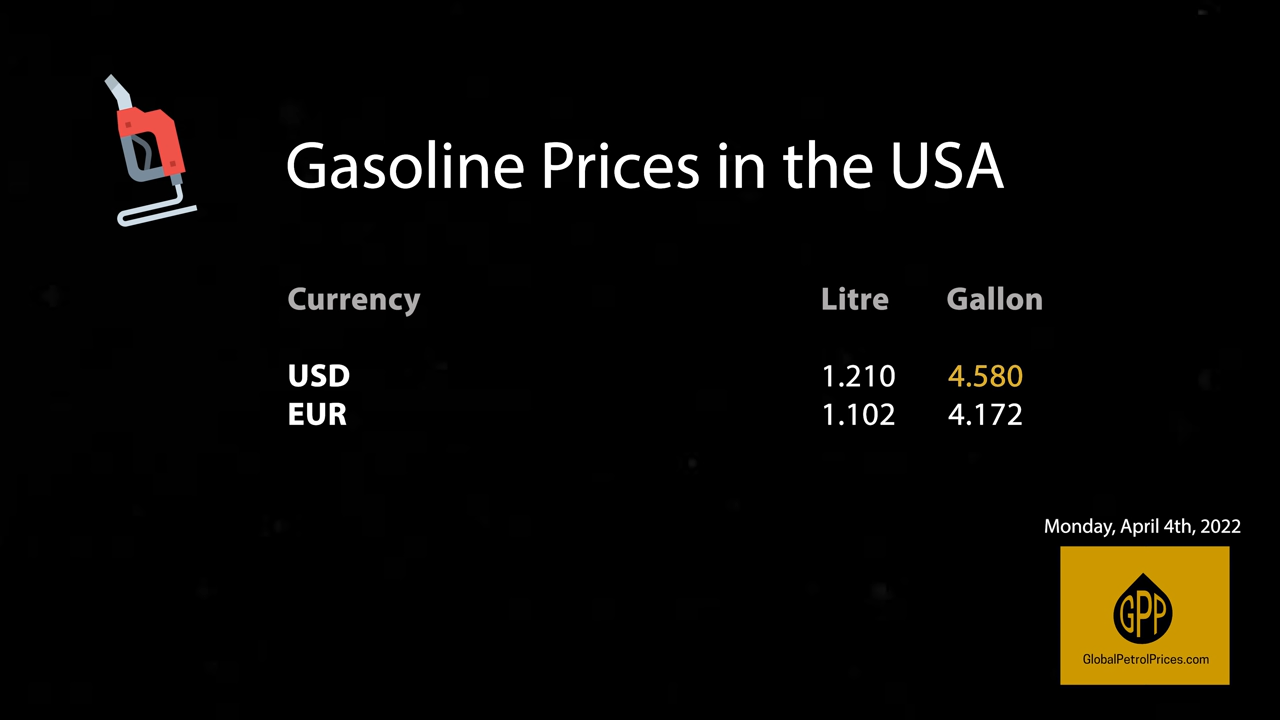 Gasoline Prices in the USA
Currency Litre Gallon
USD 1.210 4.580
EUR 1.102 4.172
Monday, April 4th, 2022
GPP
GlobalPetrolPrices.com